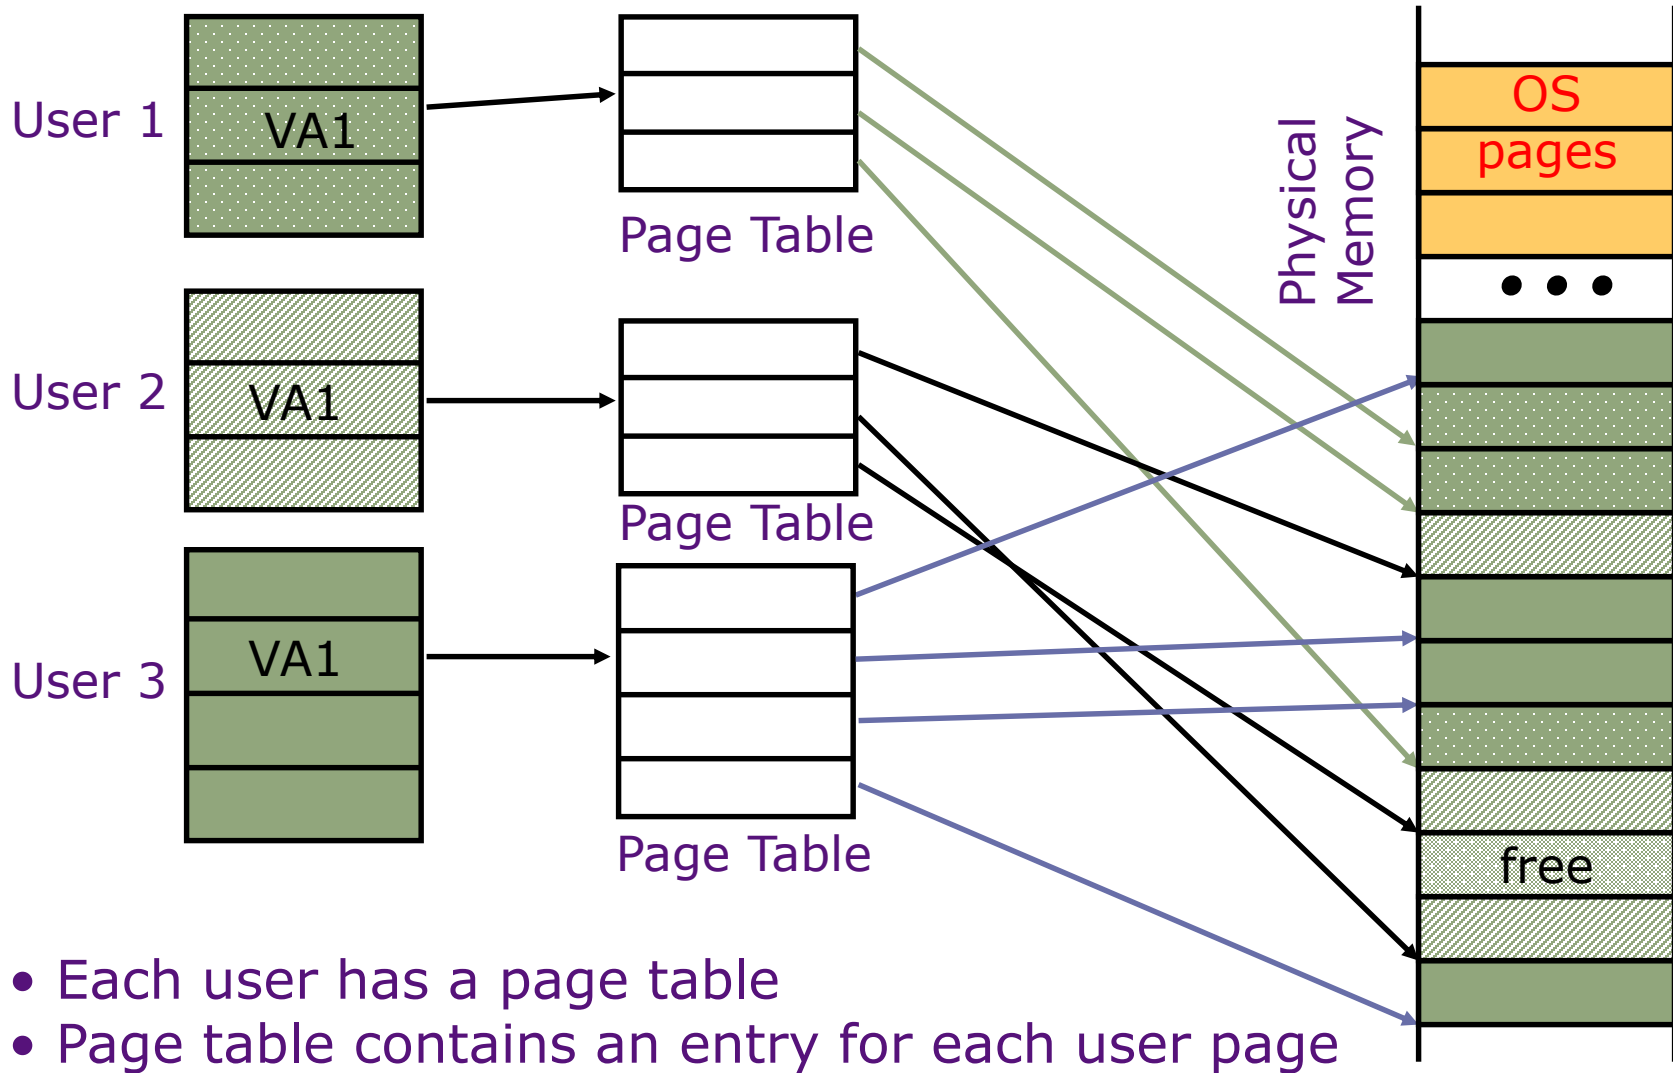 User 1
VA1
Page Table
User 2
VA1
Page Table
User 3
VA1
Page Table
Physical
Memory
OS
pages
• • •
free
• Each user has a page table
• Page table contains an entry for each user page